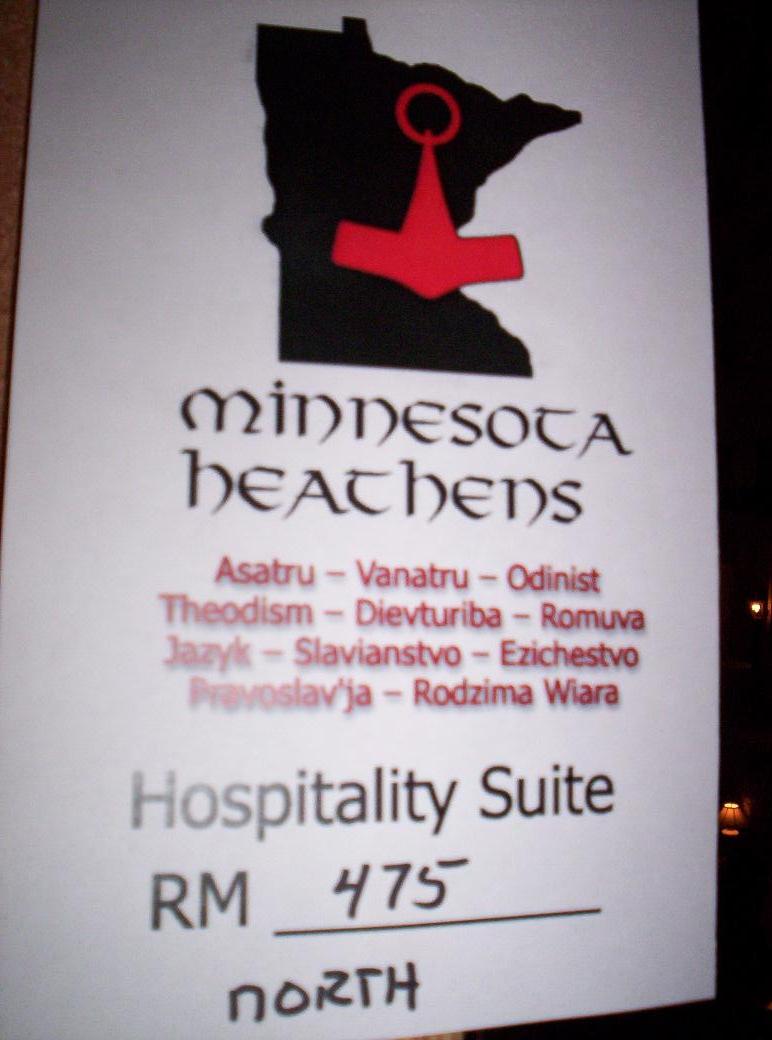 minnesota
heathens
Asatru – Vanatru – Odinist
Theodism – Dievturiba – Romuva
Jazyk – Slavianstvo – Ezichestvo
Pravoslav'ja – Rodzima Wiara
Hospitality Suite
RM 475
NORTH